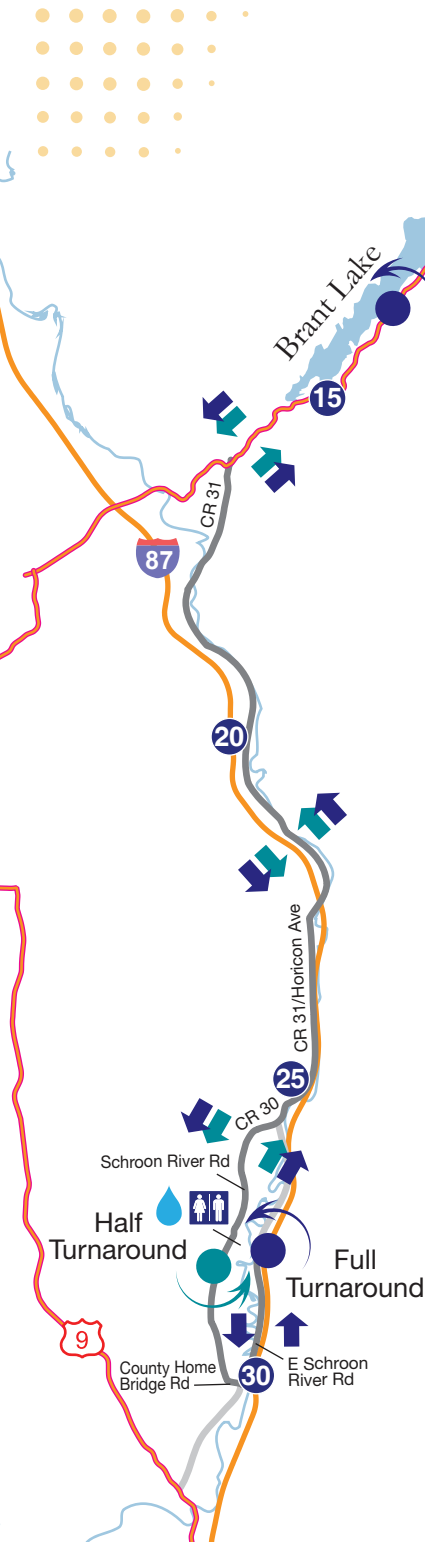 Brant Lake
15
CR 31
87
20
CR 31/Horicon Ave
25
CR 30
Schroon River Rd
Half
Turnaround
Full
Turnaround
9
County Home
Bridge Rd
E Schroon
River Rd
30